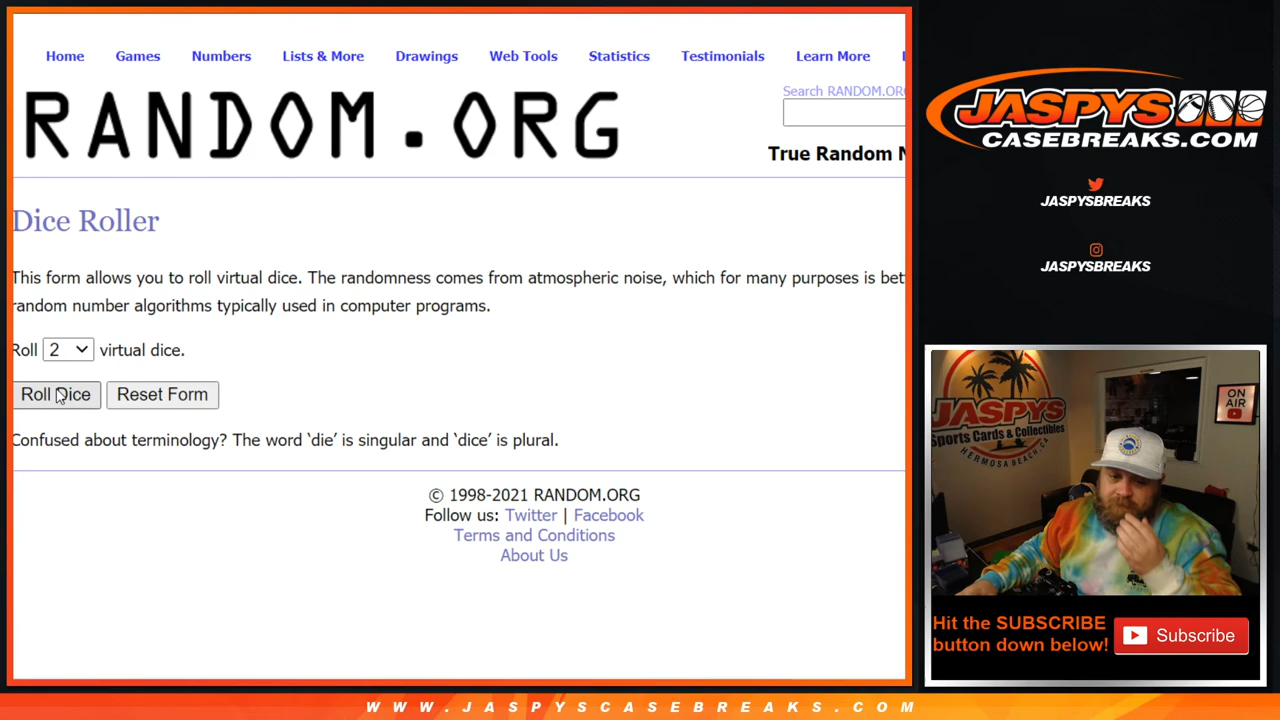 Home Games Numbers Lists & More Drawings Web Tools Statistics Testimonials Learn More
RANDOM.ORG
Search RANDOM.ORG
True Random N
Dice Roller
This form allows you to roll virtual dice. The randomness comes from atmospheric noise, which for many purposes is bet
random number algorithms typically used in computer programs.
Roll 2 virtual dice.
Roll Dice Reset Form
Confused about terminology? The word ‘die’ is singular and ‘dice’ is plural.
© 1998-2021 RANDOM.ORG
Follow us: Twitter | Facebook
Terms and Conditions
About Us
JASPYS
CASEBREAKS.COM
JASPYSBREAKS
JASPYSBREAKS
JASPYS
Sports Cards & Collectibles
HERMOSA BEACH, CA
ON
AIR
Hit the SUBSCRIBE
button down below!
Subscribe
WWW.JASPYSCASEBREAKS.COM